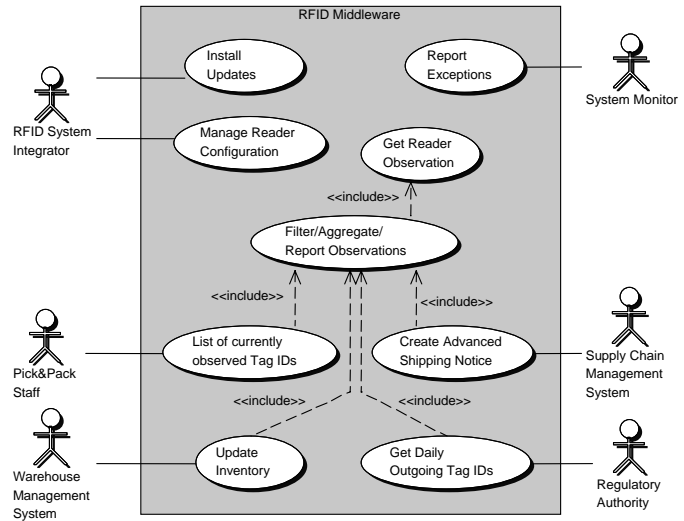 RFID Middleware
Install
Updates
Report
Exceptions
System Monitor
RFID System
Integrator
Manage Reader
Configuration
Get Reader
Observation
<<include>>
Filter/Aggregate/
Report Observations
<<include>>
<<include>>
List of currently
observed Tag IDs
Create Advanced
Shipping Notice
Pick&Pack
Staff
Supply Chain
Management
System
<<include>>
<<include>>
Update
Inventory
Get Daily
Outgoing Tag IDs
Warehouse
Management
System
Regulatory
Authority